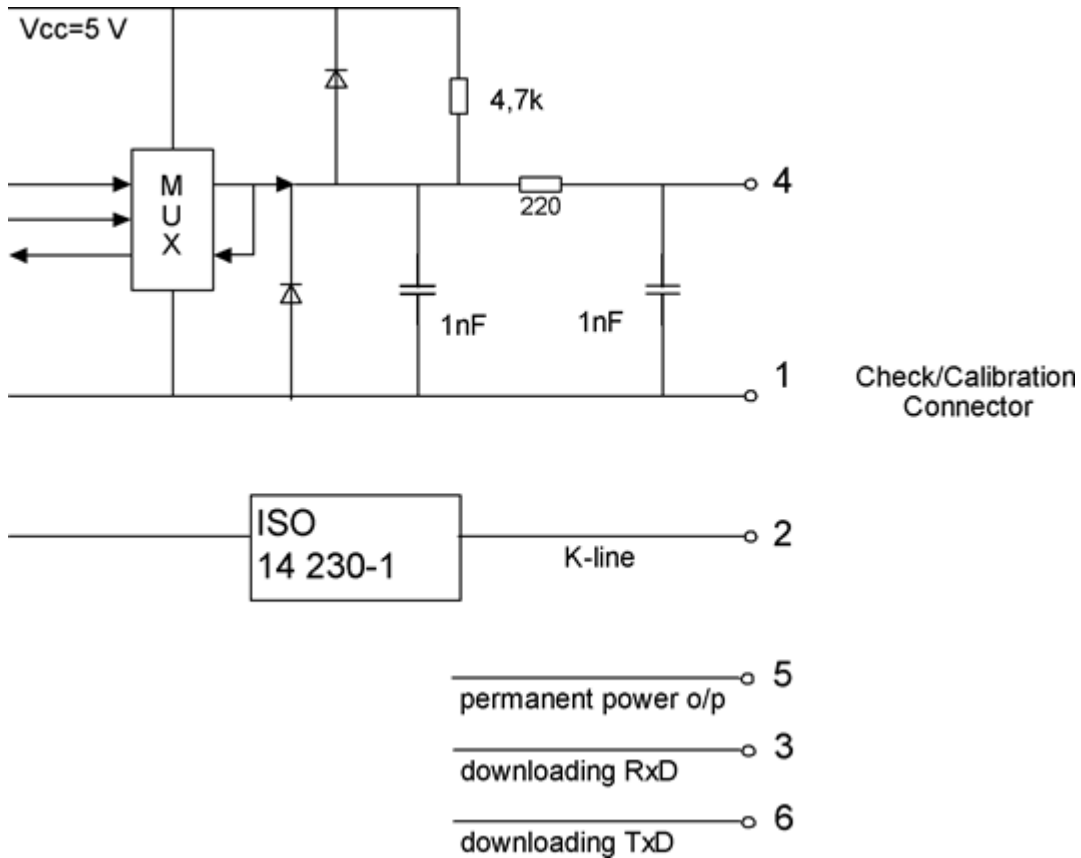 Vcc=5 V
4,7k
M
U
X
4
220
1nF
1nF
1
Check/Calibration
Connector
ISO
14 230-1
2
K-line
5
permanent power o/p
3
downloading RxD
6
downloading TxD